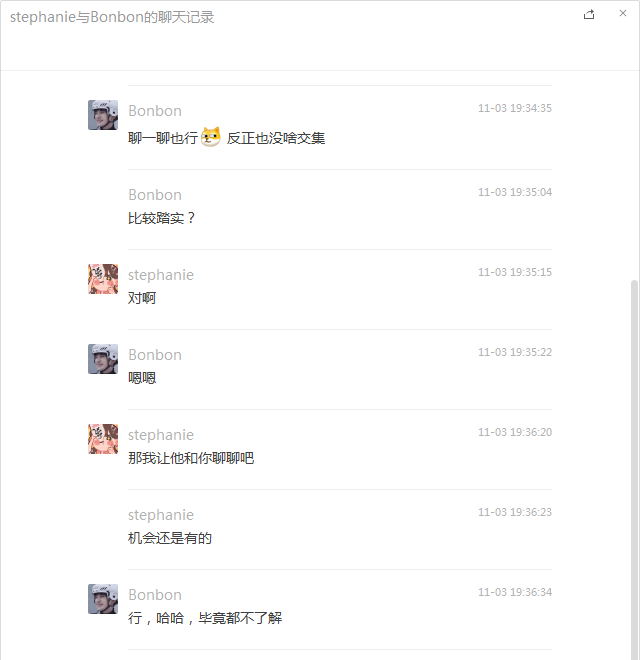 stephanie与Bonbon的聊天记录
Bonbon 11-03 19:34:35
聊一聊也行 反正也没啥交集
Bonbon 11-03 19:35:04
比较踏实？
stephanie 11-03 19:35:15
对啊
Bonbon 11-03 19:35:22
嗯嗯
stephanie 11-03 19:36:20
那我让他和你聊聊吧
stephanie 11-03 19:36:23
机会还是有的
Bonbon 11-03 19:36:34
行，哈哈，毕竟都不了解